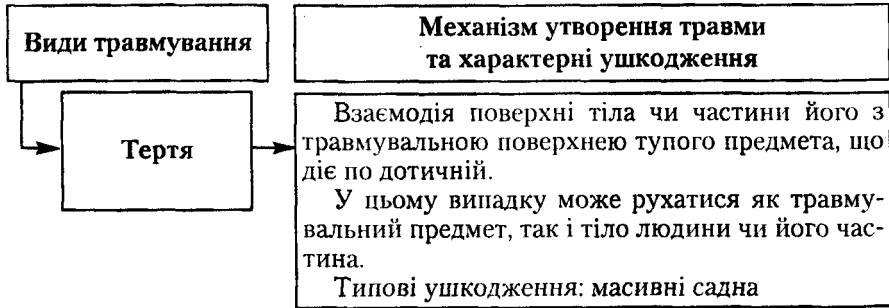 Види травмування
Механізм утворення травми
та характерні ушкодження
Тертя
Взаємодія поверхні тіла чи частини його з
травмувальною поверхнею тупого предмета, що
діє по дотичній.
У цьому випадку може рухатися як травму-
вальний предмет, так і тіло людини чи його час-
тина.
Типові ушкодження: масивні садна